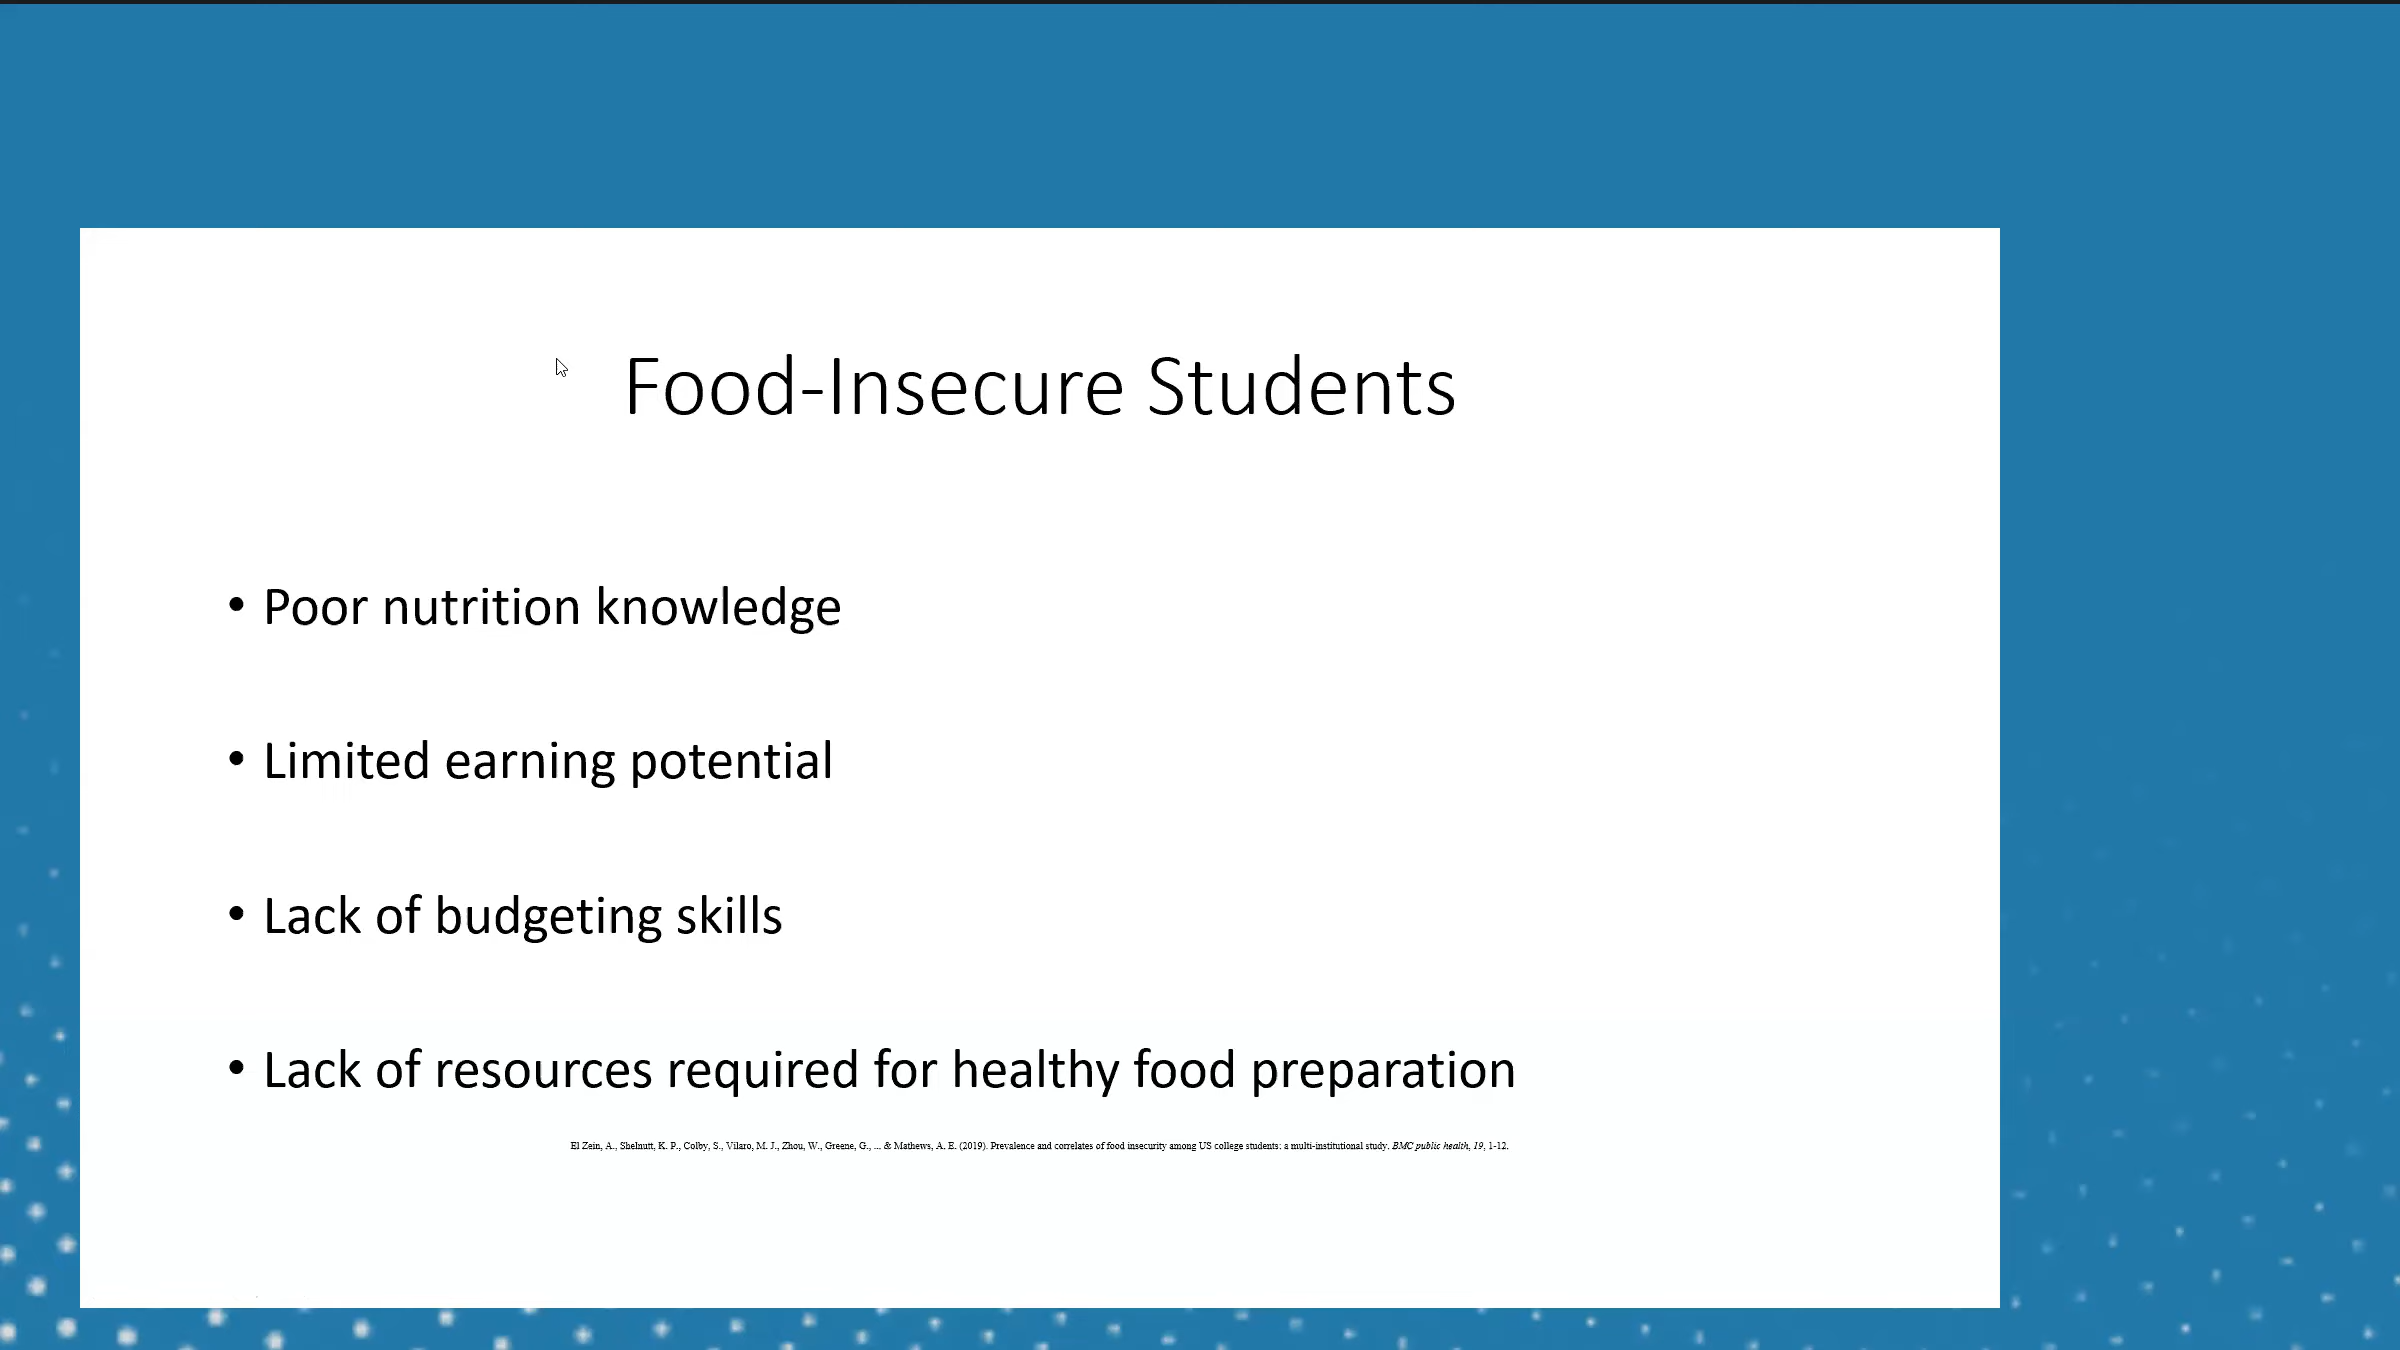 Food-Insecure Students
• Poor nutrition knowledge
• Limited earning potential
• Lack of budgeting skills
• Lack of resources required for healthy food preparation
El Zein, A., Shelnutt, K. P., Colby, S., Vilaro, M. J., Zhou, W., Greene, G., ... & Mathews, A. E. (2019). Prevalence and correlates of food insecurity among US college students: a multi-institutional study. BMC public health, 19, 1-12.